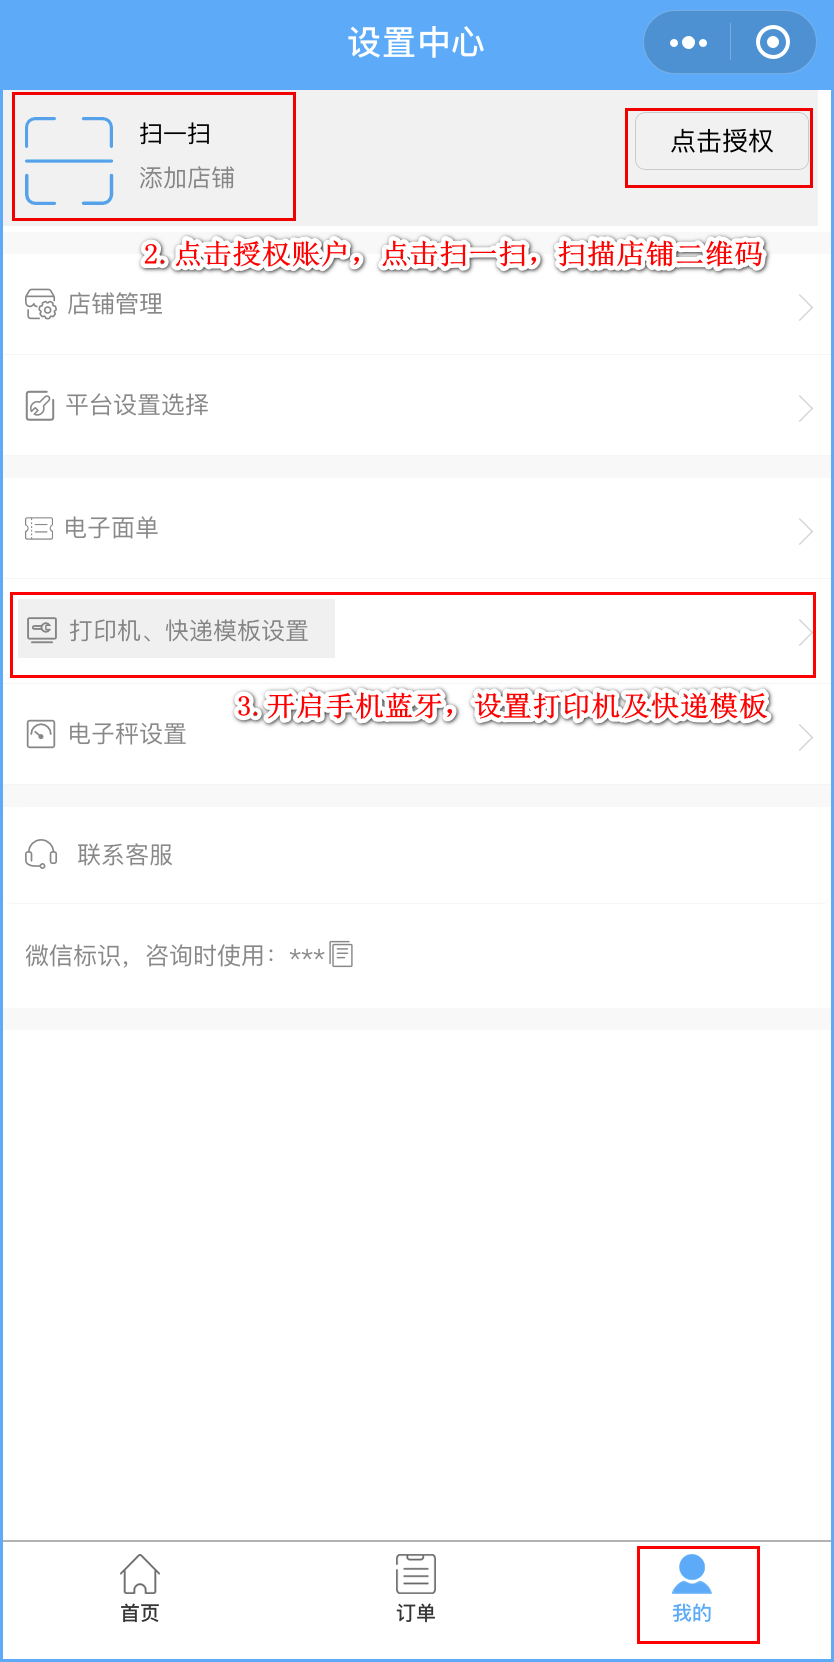 设置中心
扫一扫
点击授权
添加店铺
2.点击授权账户，点击扫一扫，扫描店铺二维码
店铺管理
平台设置选择
电子面单
打印机、快递模板设置
3.开启手机蓝牙，设置打印机及快递模板
电子秤设置
联系客服
微信标识，咨询时使用：***
首页
订单
我的